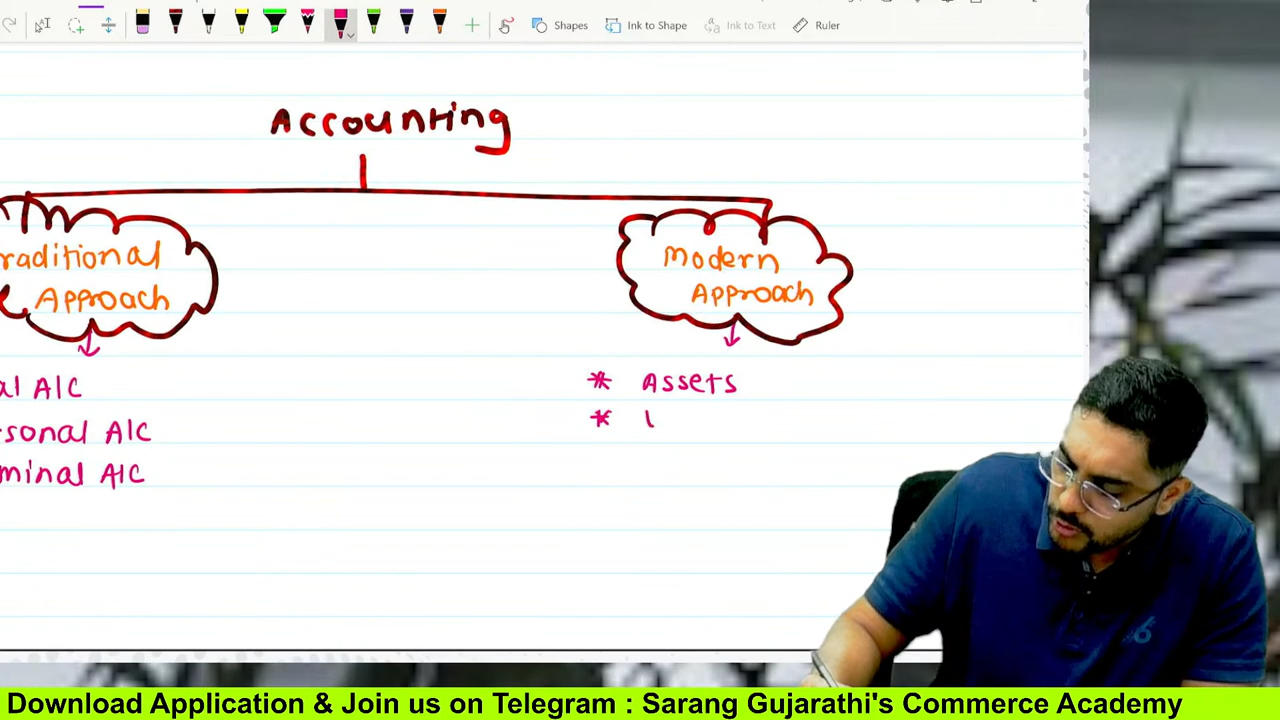 Shapes
Ink to Shape
Ink to Text
Ruler
Accounting
raditional
Approach
Modern
Approach
al A/C
sonal A/C
minal A/C
* Assets
* l
Download Application & Join us on Telegram : Sarang Gujarathi's Commerce Academy